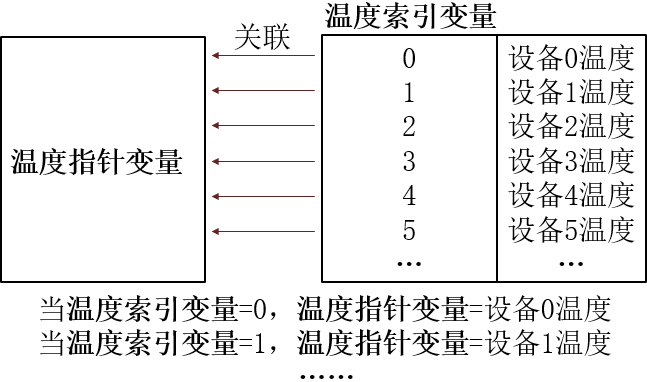 温度索引变量
关联
温度指针变量
0 设备0温度
1 设备1温度
2 设备2温度
3 设备3温度
4 设备4温度
5 设备5温度
... ...
当温度索引变量=0，温度指针变量=设备0温度
当温度索引变量=1，温度指针变量=设备1温度
……